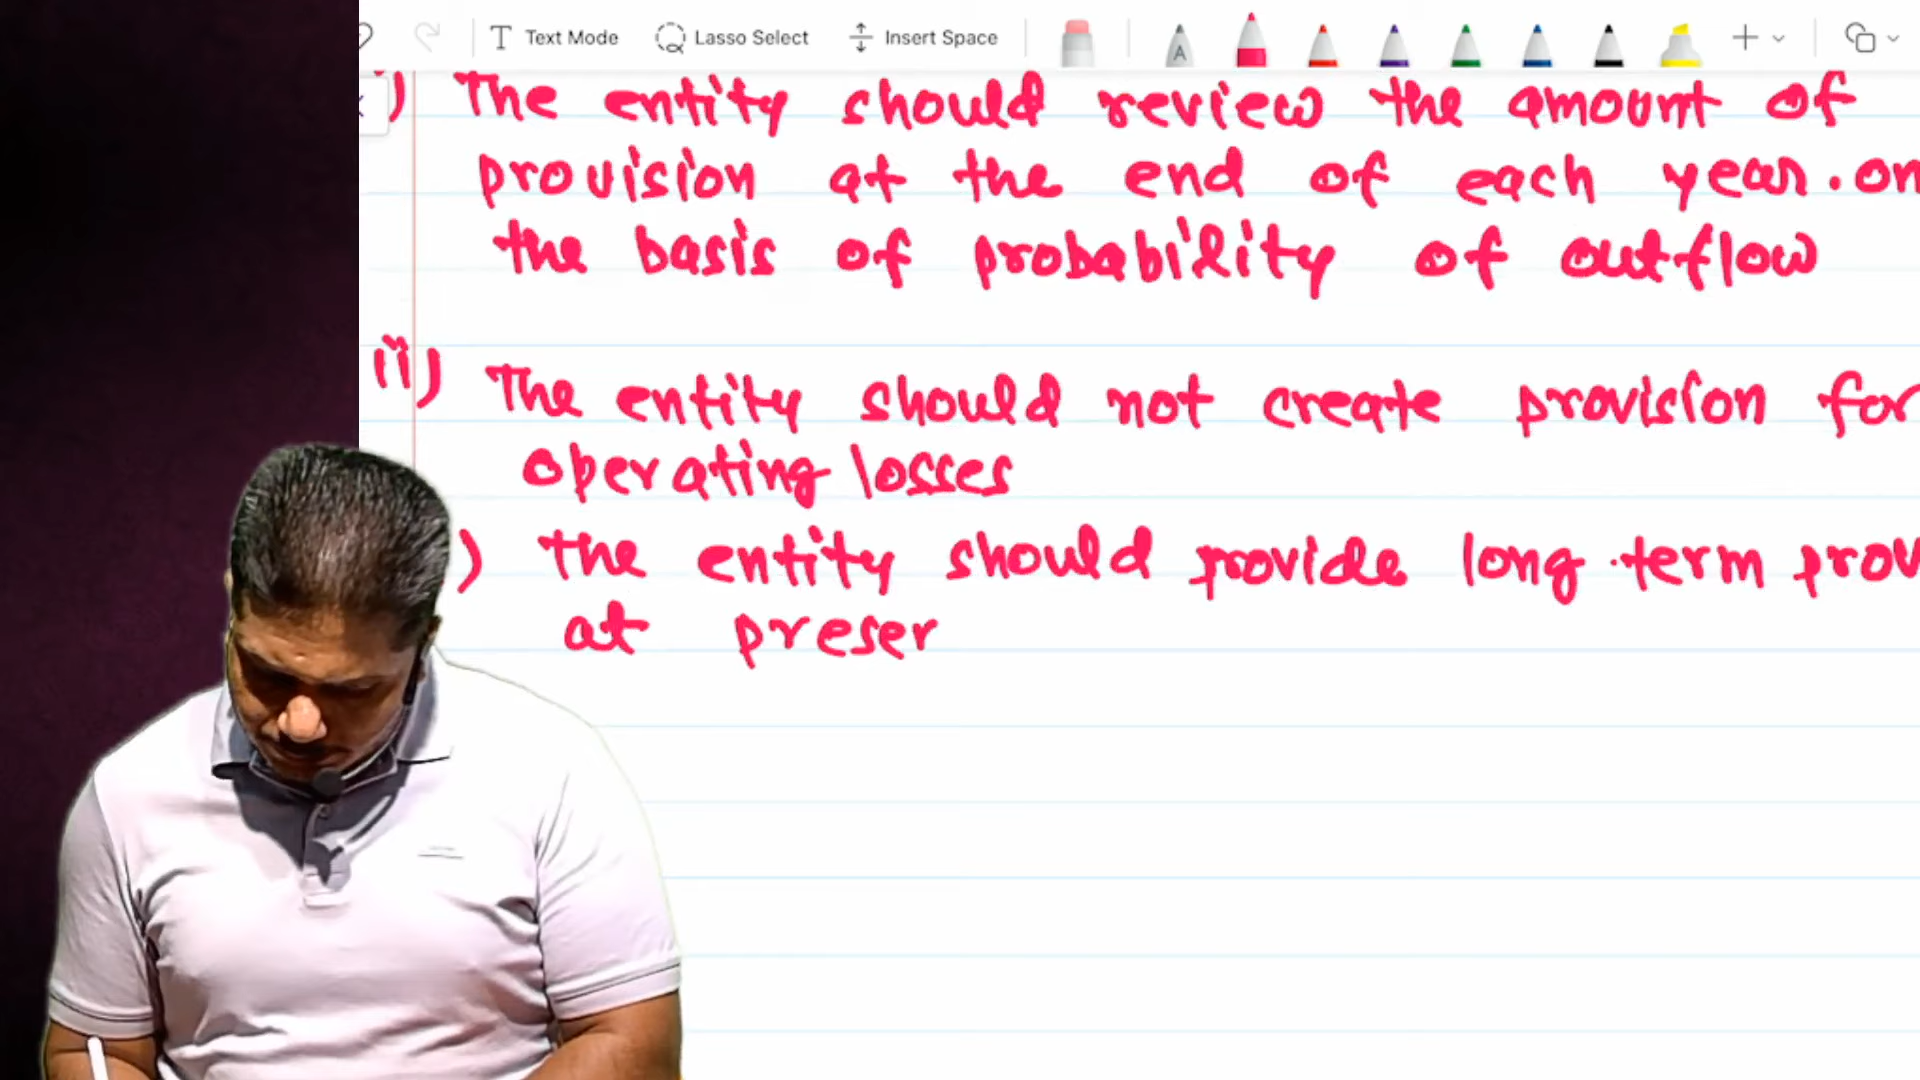 Text Mode Lasso Select Insert Space
A
) The entity should review the amount of
provision at the end of each year. on
the basis of probability of outflow
ii) The entity should not create provision for
operating losses
) the entity should provide long term prov
at preser